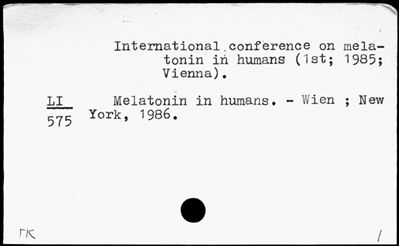 International conference on mela-
tonin in humans (1st; 1985;
Vienna).
LI Melatonin in humans. - Wien ; New
575 York, 1986.
ГК /